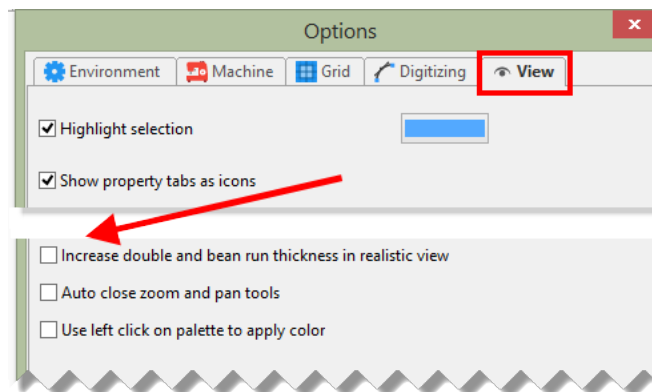 Options
x
Environment Machine Grid Digitizing View
Highlight selection
Show property tabs as icons
Increase double and bean run thickness in realistic view
Auto close zoom and pan tools
Use left click on palette to apply color